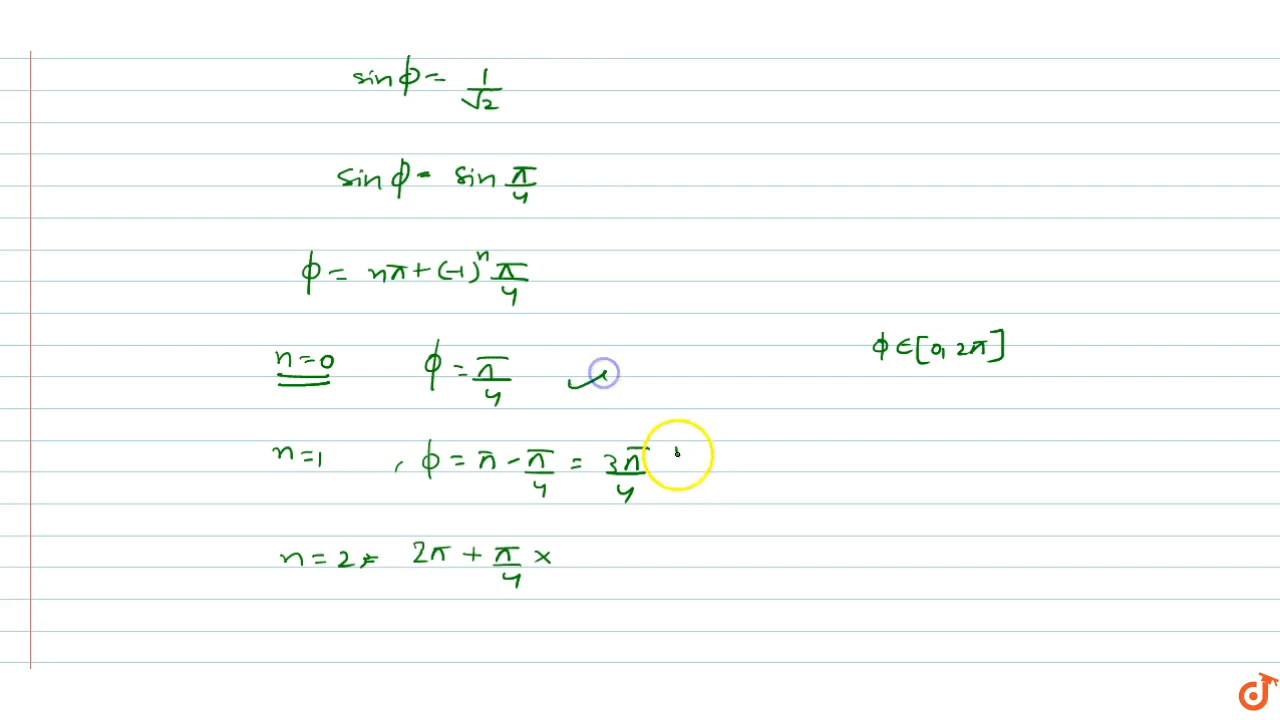 sin ϕ = 1/√2
sin ϕ = sin π/4
ϕ = nπ + (-1)^n π/4
n = 0 ϕ = π/4 ✓
ϕ ∈ [0, 2π]
n = 1 , ϕ = π - π/4 = 3π/4
n = 2 = 2π + π/4 ×